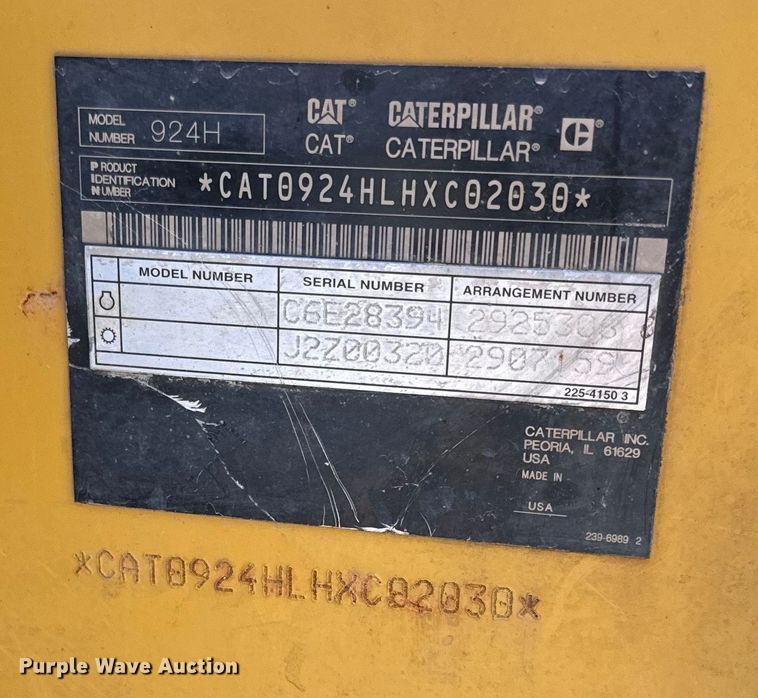 MODEL NUMBER 924H
CAT® CATERPILLAR®
CAT® CATERPILLAR®
PRODUCT
IDENTIFICATION
NUMBER
*CAT0924HLHXC02030*
MODEL NUMBER SERIAL NUMBER ARRANGEMENT NUMBER
C6E28394
J2Z00320 2907159
225-4150 3
CATERPILLAR INC.
PEORIA, IL 61629
USA
MADE IN
USA
239-6989 2
*CAT0924HLHXC02030*
Purple Wave Auction